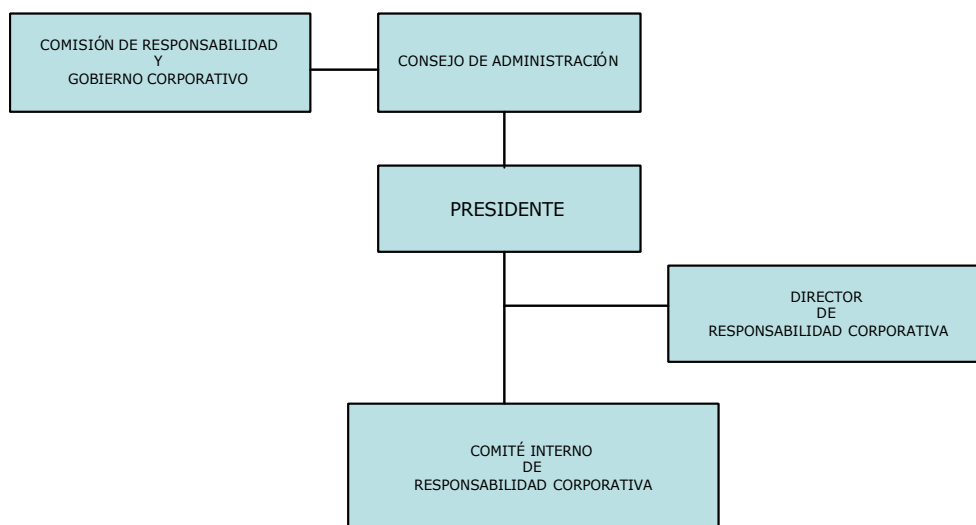 COMISIÓN DE RESPONSABILIDAD
Y
GOBIERNO CORPORATIVO
CONSEJO DE ADMINISTRACIÓN
PRESIDENTE
DIRECTOR
DE
RESPONSABILIDAD CORPORATIVA
COMITÉ INTERNO
DE
RESPONSABILIDAD CORPORATIVA